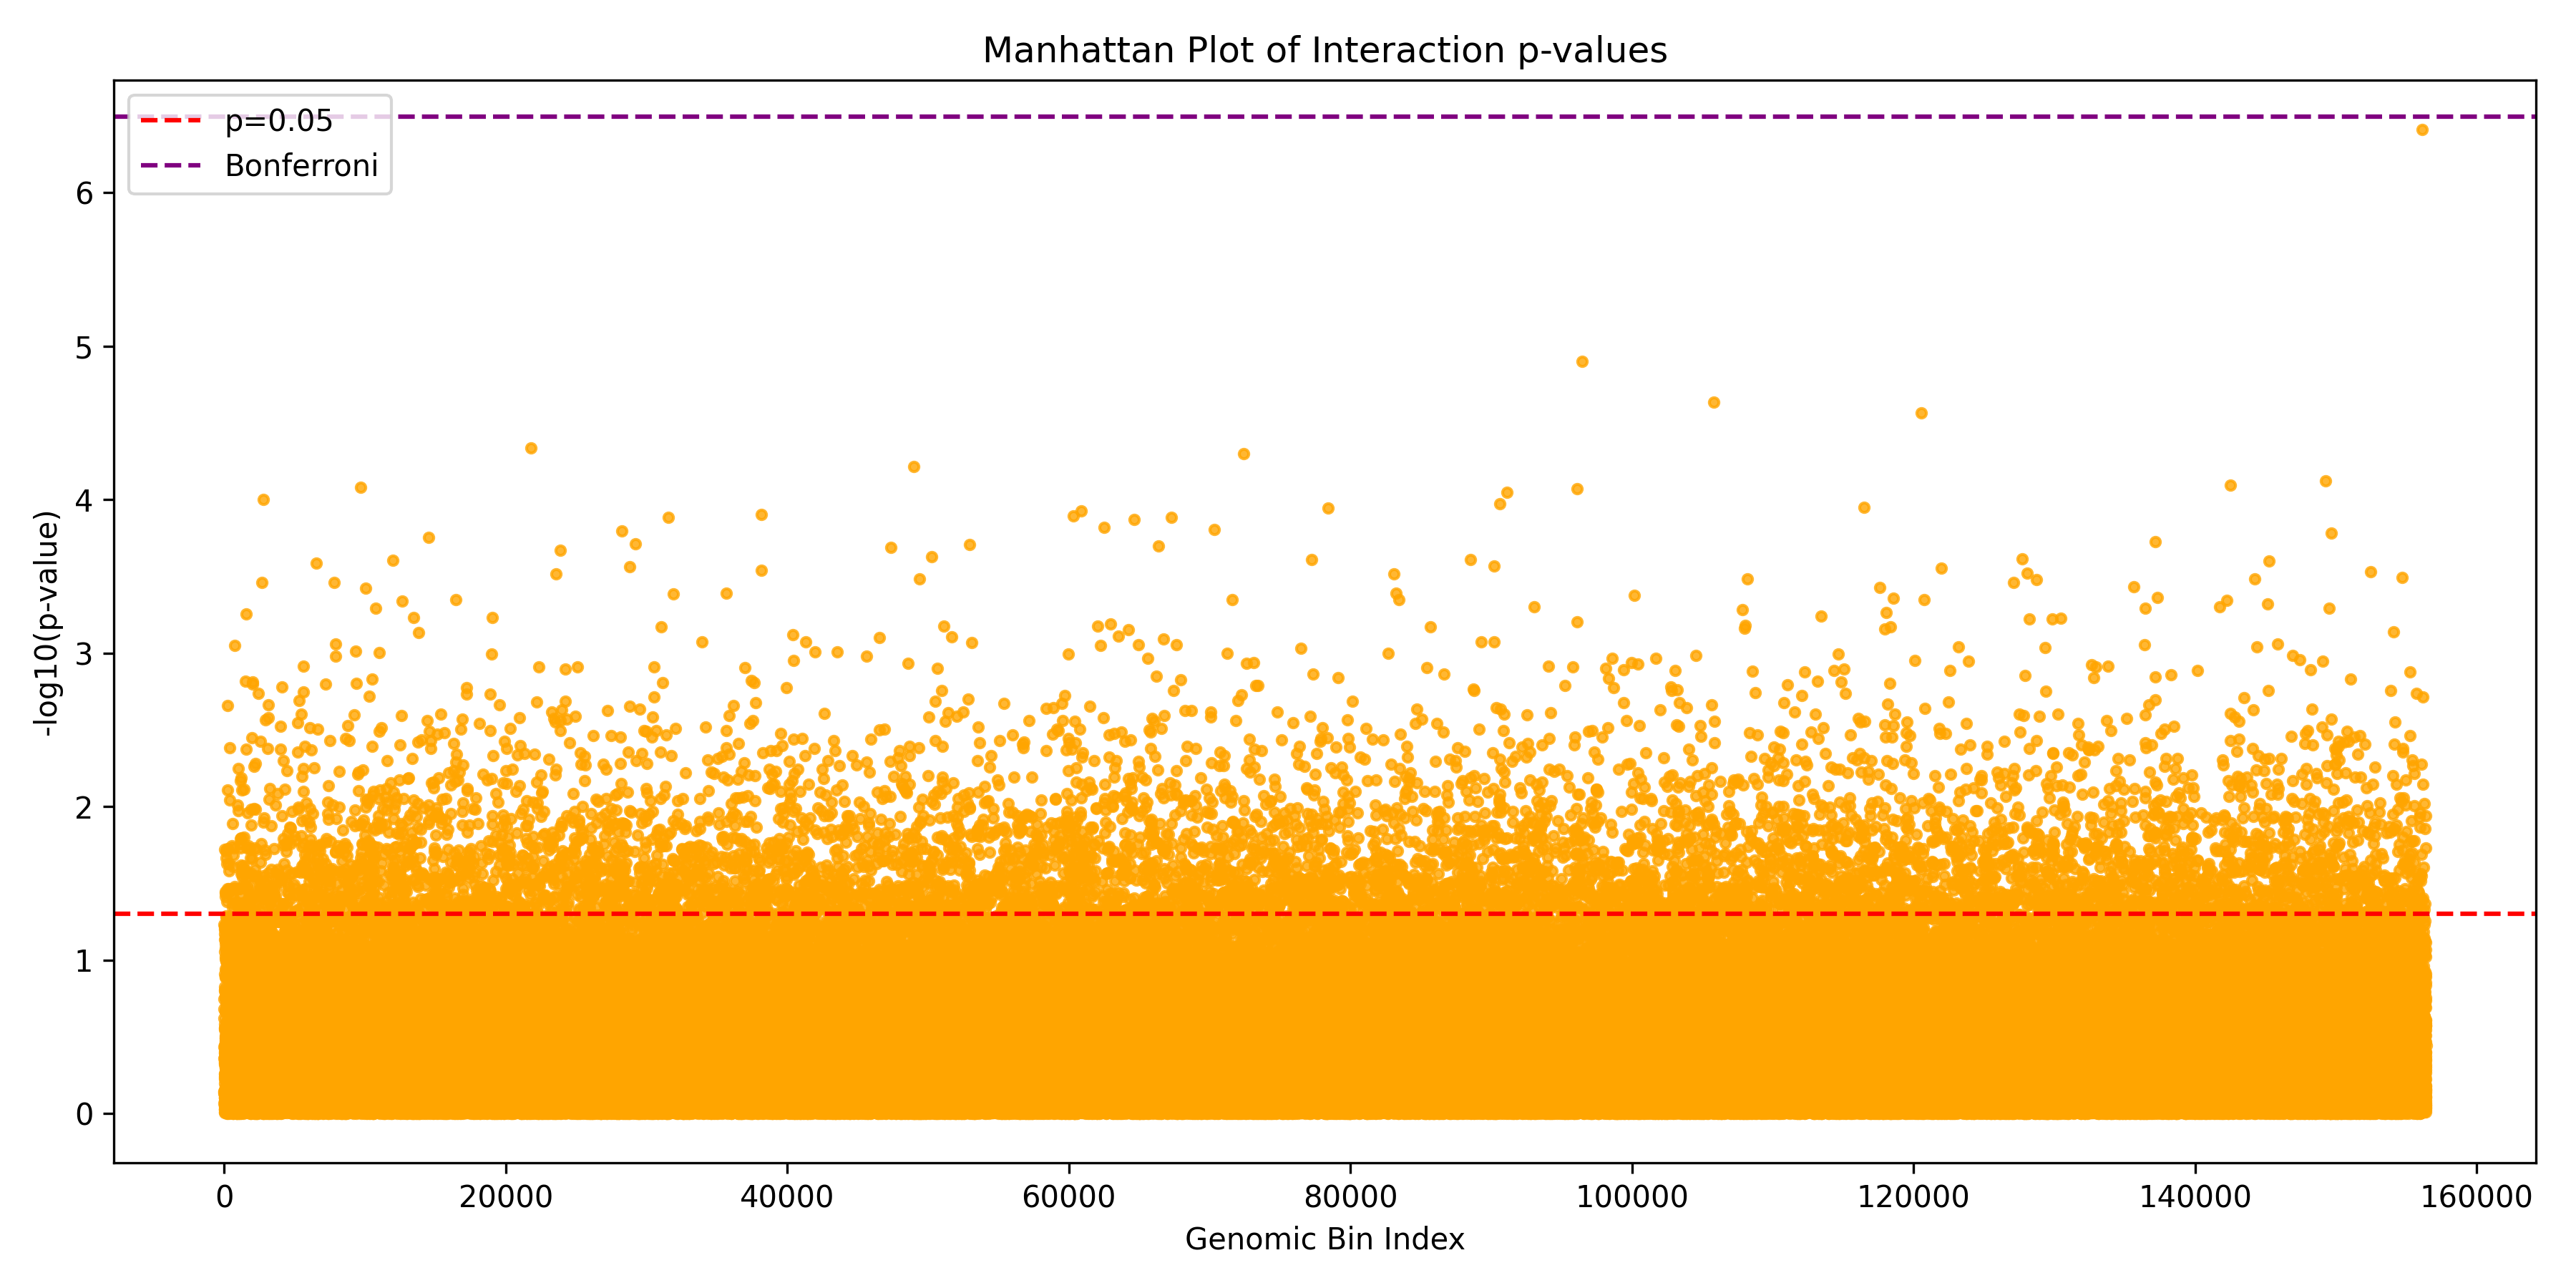 Manhattan Plot of Interaction p-values
p=0.05
Bonferroni
-log10(p-value)
6
5
4
3
2
1
0
0 20000 40000 60000 80000 100000 120000 140000 160000
Genomic Bin Index